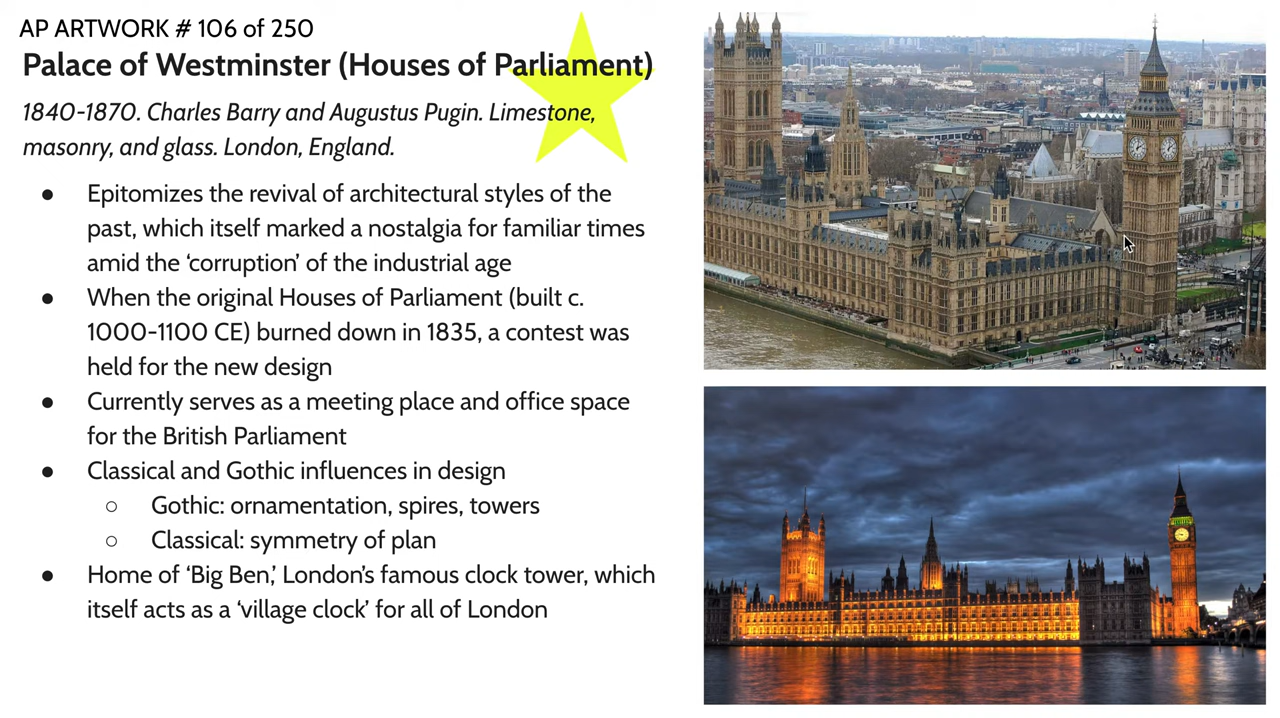 AP ARTWORK # 106 of 250
Palace of Westminster (Houses of Parliament)
1840-1870. Charles Barry and Augustus Pugin. Limestone,
masonry, and glass. London, England.
● Epitomizes the revival of architectural styles of the
past, which itself marked a nostalgia for familiar times
amid the ‘corruption’ of the industrial age
● When the original Houses of Parliament (built c.
1000-1100 CE) burned down in 1835, a contest was
held for the new design
● Currently serves as a meeting place and office space
for the British Parliament
● Classical and Gothic influences in design
○ Gothic: ornamentation, spires, towers
○ Classical: symmetry of plan
● Home of ‘Big Ben,’ London’s famous clock tower, which
itself acts as a ‘village clock’ for all of London